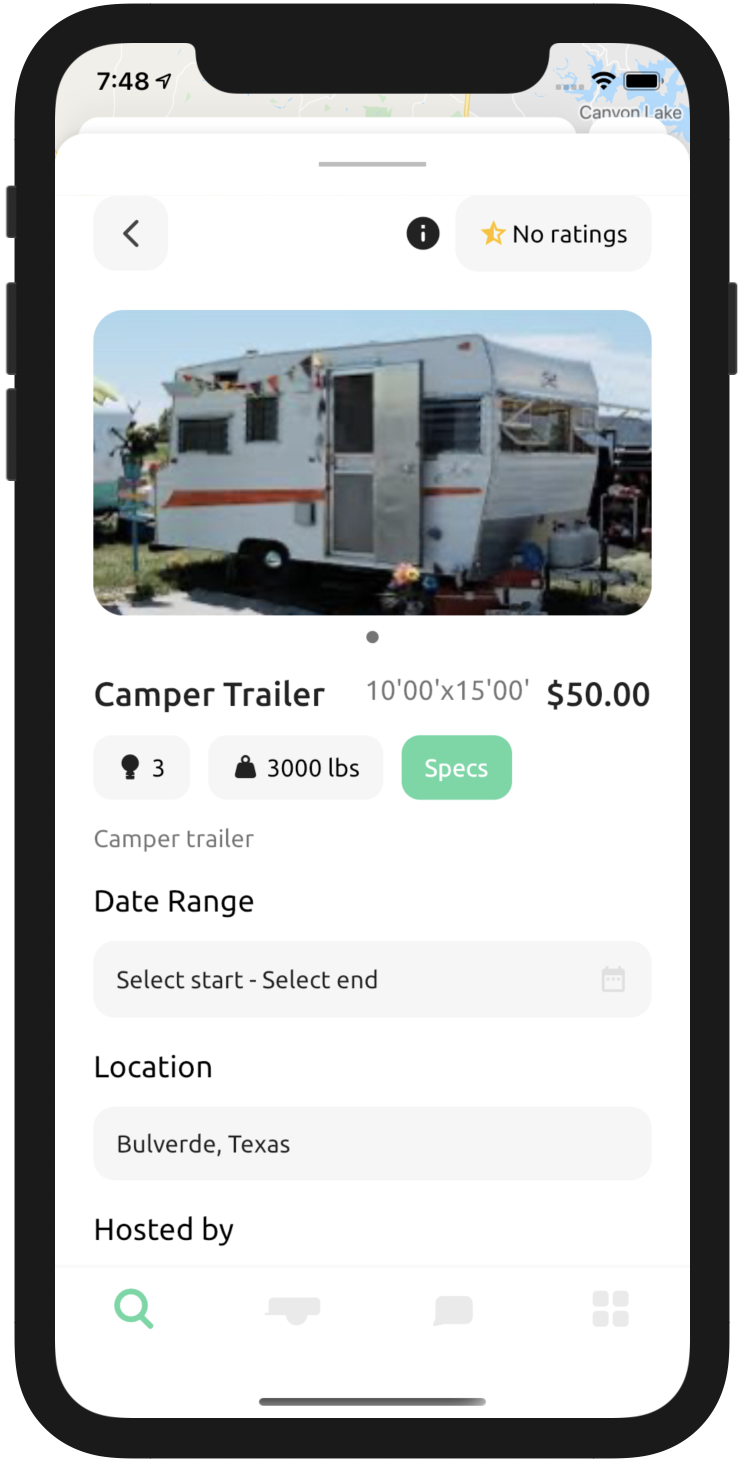 7:48
Canyon Lake
No ratings
Camper Trailer 10'00'x15'00' $50.00
3 3000 lbs Specs
Camper trailer
Date Range
Select start - Select end
Location
Bulverde, Texas
Hosted by